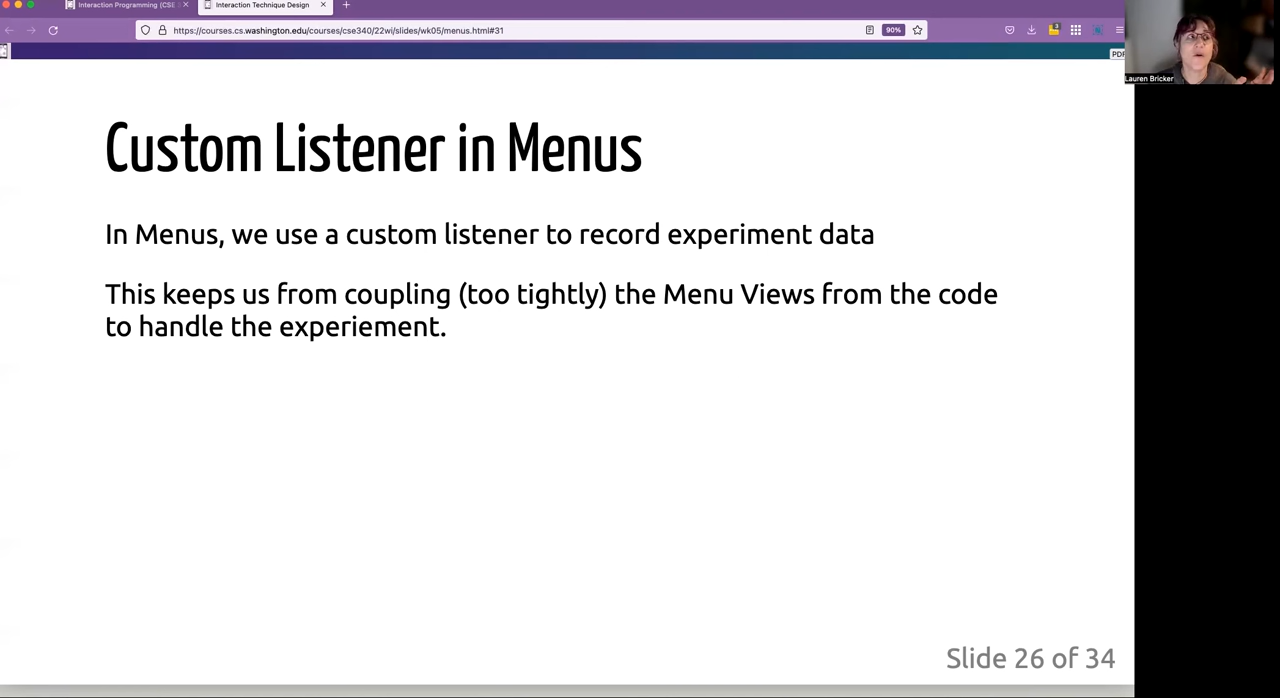 Interaction Programming (CSE
Interaction Technique Design
https://courses.cs.washington.edu/courses/cse340/22wi/slides/wk05/menus.html#31
90%
3
PDF
Lauren Bricker
Custom Listener in Menus
In Menus, we use a custom listener to record experiment data
This keeps us from coupling (too tightly) the Menu Views from the code
to handle the experiement.
Slide 26 of 34